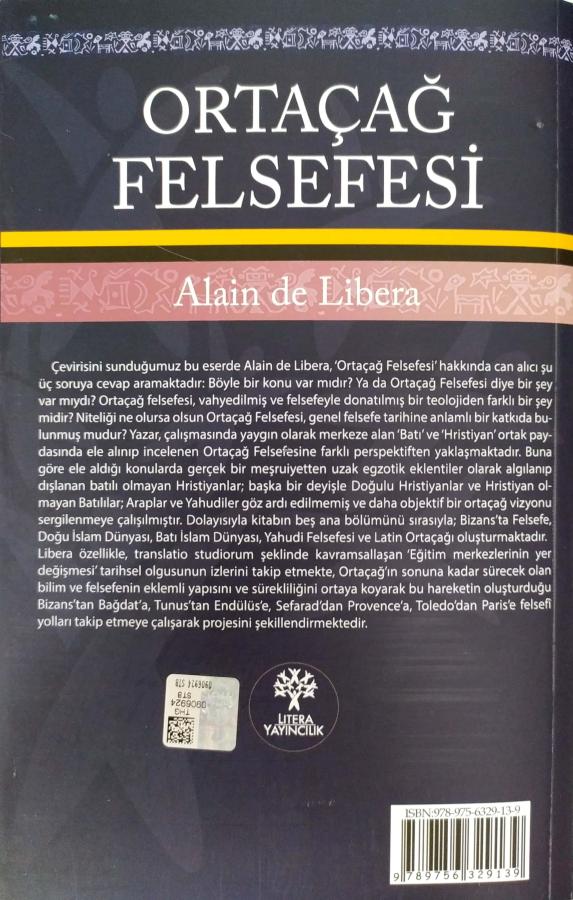 ORTAÇAĞ
FELSEFESİ
Alain de Libera
Çevirisini sunduğumuz bu eserde Alain de Libera, 'Ortaçağ Felsefesi' hakkında can alıcı şu
üç soruya cevap aramaktadır: Böyle bir konu var mıdır? Ya da Ortaçağ Felsefesi diye bir şey
var mıydı? Ortaçağ felsefesi, vahyedilmiş ve felsefeyle donatılmış bir teolojiden farklı bir şey
midir? Niteliği ne olursa olsun Ortaçağ Felsefesi, genel felsefe tarihine anlamlı bir katkıda bu-
lunmuş mudur? Yazar, çalışmasında yaygın olarak merkeze alan 'Batı' ve 'Hristiyan' ortak pay-
dasında ele alınıp incelenen Ortaçağ Felsefesine farklı perspektiften yaklaşmaktadır. Buna
göre ele aldığı konularda gerçek bir meşruiyetten uzak egzotik eklentiler olarak algılanıp
dışlanan batılı olmayan Hristiyanlar; başka bir deyişle Doğulu Hristiyanlar ve Hristiyan ol-
mayan Batılılar; Araplar ve Yahudiler göz ardı edilmemiş ve daha objektif bir ortaçağ vizyonu
sergilenmeye çalışılmıştır. Dolayısıyla kitabın beş ana bölümünü sırasıyla; Bizans'ta Felsefe,
Doğu İslam Dünyası, Batı İslam Dünyası, Yahudi Felsefesi ve Latin Ortaçağı oluşturmaktadır.
Libera özellikle, translatio studiorum şeklinde kavramsallaşan 'Eğitim merkezlerinin yer
değişmesi' tarihsel olgusunun izlerini takip etmekte, Ortaçağ'ın sonuna kadar sürecek olan
bilim ve felsefenin eklemli yapısını ve sürekliliğini ortaya koyarak bu hareketin oluşturduğu
Bizans'tan Bağdat'a, Tunus'tan Endülüs'e, Sefarad'dan Provence'a, Toledo'dan Paris'e felsefî
yolları takip etmeye çalışarak projesini şekillendirmektedir.
0906924 ST8
0906924
ST8
THG
LITERA
YAYINCILIK
ISBN:978-975-6329-13-9
9 789756 329139